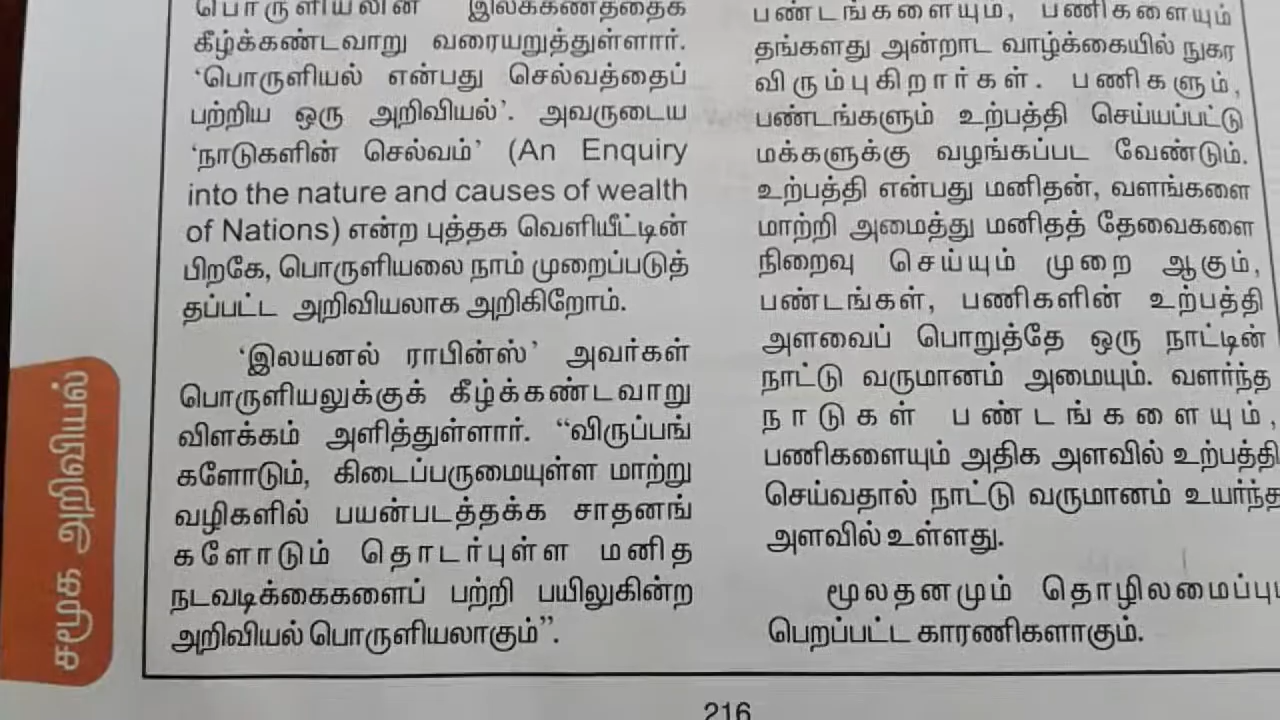 பொருளியலின் இலக்கணத்தைக்
கீழ்க்கண்டவாறு வரையறுத்துள்ளார்.
‘பொருளியல் என்பது செல்வத்தைப்
பற்றிய ஒரு அறிவியல்’. அவருடைய
‘நாடுகளின் செல்வம்’ (An Enquiry
into the nature and causes of wealth
of Nations) என்ற புத்தக வெளியீட்டின்
பிறகே, பொருளியலை நாம் முறைப்படுத்
தப்பட்ட அறிவியலாக அறிகிறோம்.
‘இலயனல் ராபின்ஸ்’ அவர்கள்
பொருளியலுக்குக் கீழ்க்கண்டவாறு
விளக்கம் அளித்துள்ளார். “விருப்பங்
களோடும், கிடைப்பருமையுள்ள மாற்று
வழிகளில் பயன்படத்தக்க சாதனங்
களோடும் தொடர்புள்ள மனித
நடவடிக்கைகளைப் பற்றி பயிலுகின்ற
அறிவியல் பொருளியலாகும்”.
பண்டங்களையும், பணிகளையும்
தங்களது அன்றாட வாழ்க்கையில் நுகர
விரும்புகிறார்கள். பணிகளும்,
பண்டங்களும் உற்பத்தி செய்யப்பட்டு
மக்களுக்கு வழங்கப்பட வேண்டும்.
உற்பத்தி என்பது மனிதன், வளங்களை
மாற்றி அமைத்து மனிதத் தேவைகளை
நிறைவு செய்யும் முறை ஆகும்,
பண்டங்கள், பணிகளின் உற்பத்தி
அளவைப் பொறுத்தே ஒரு நாட்டின்
நாட்டு வருமானம் அமையும். வளர்ந்த
நாடுகள் பண்டங்களையும்,
பணிகளையும் அதிக அளவில் உற்பத்தி
செய்வதால் நாட்டு வருமானம் உயர்ந்த
அளவில் உள்ளது.
மூலதனமும் தொழிலமைப்பு
பெறப்பட்ட காரணிகளாகும்.
சமூக அறிவியல்
216